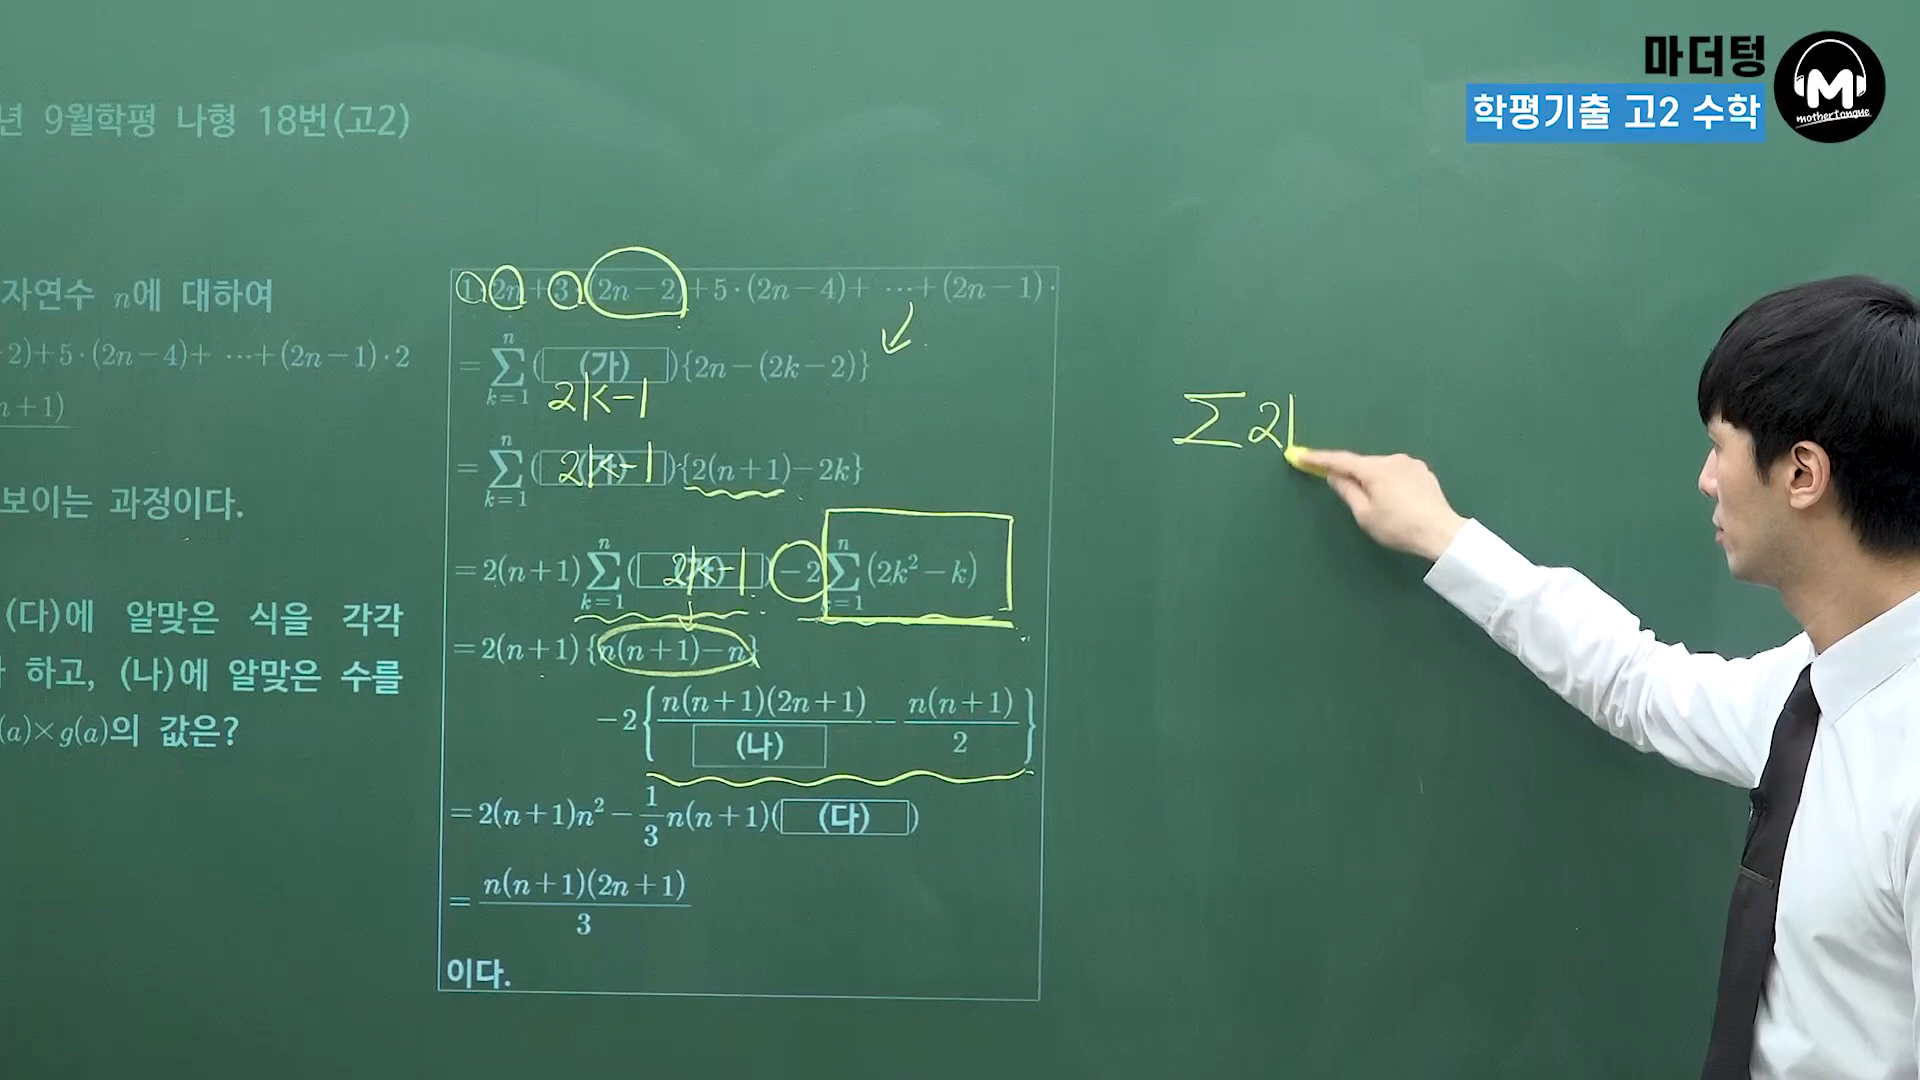 마더텅
학평기출 고2 수학
M
mothertongue
년 9월학평 나형 18번(고2)
자연수 n에 대하여
2)+5·(2n−4)+ ⋯+(2n−1)·2
n+1)
보이는 과정이다.
(다)에 알맞은 식을 각각
하고, (나)에 알맞은 수를
(a)×g(a)의 값은?
1·2n+3·(2n−2)+5·(2n−4)+ ⋯+(2n−1)·
=∑_{k=1}^{n}( (가) ){2n−(2k−2)}
2k-1
=∑_{k=1}^{n}( 2k-1 ){2(n+1)−2k}
=2(n+1)∑_{k=1}^{n}( 2k-1 )−2∑_{k=1}^{n}(2k²−k)
=2(n+1){n(n+1)−n}
−2{n(n+1)(2n+1)/(나) − n(n+1)/2}
=2(n+1)n²−1/3 n(n+1)( (다) )
=n(n+1)(2n+1)/3
이다.
∑2